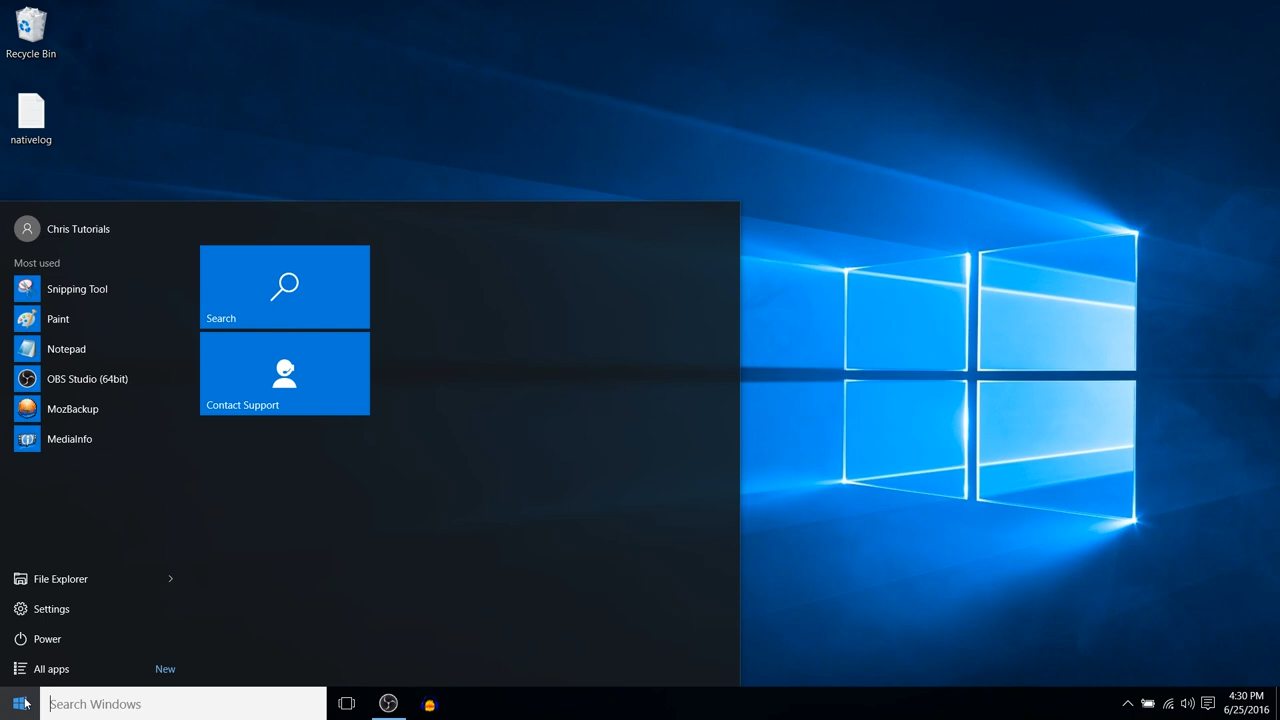 Recycle Bin
nativelog
Chris Tutorials
Most used
Snipping Tool
Paint
Notepad
OBS Studio (64bit)
MozBackup
MediaInfo
Search
Contact Support
File Explorer
Settings
Power
All apps New
Search Windows
4:30 PM
6/25/2016